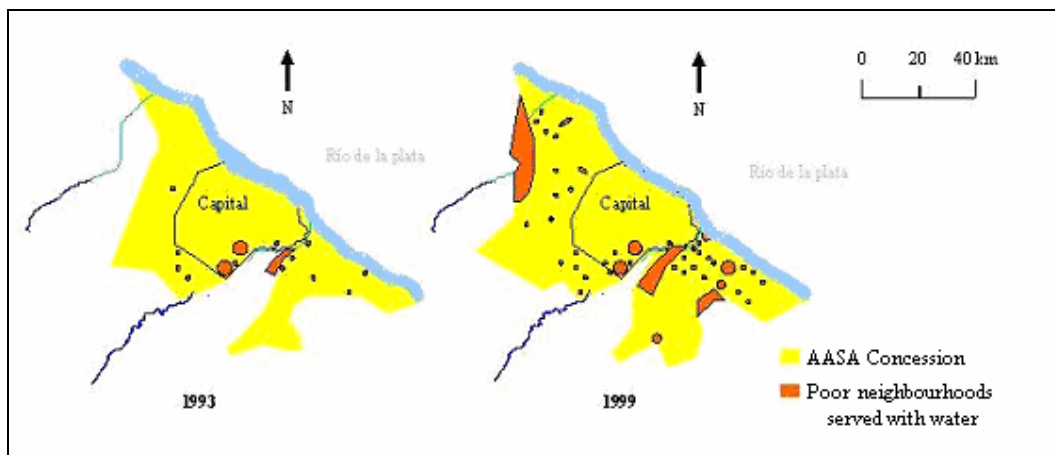 N
Río de la plata
Capital
1993
N
Río de la plata
Capital
1999
0 20 40 km
AASA Concession
Poor neighbourhoods
served with water